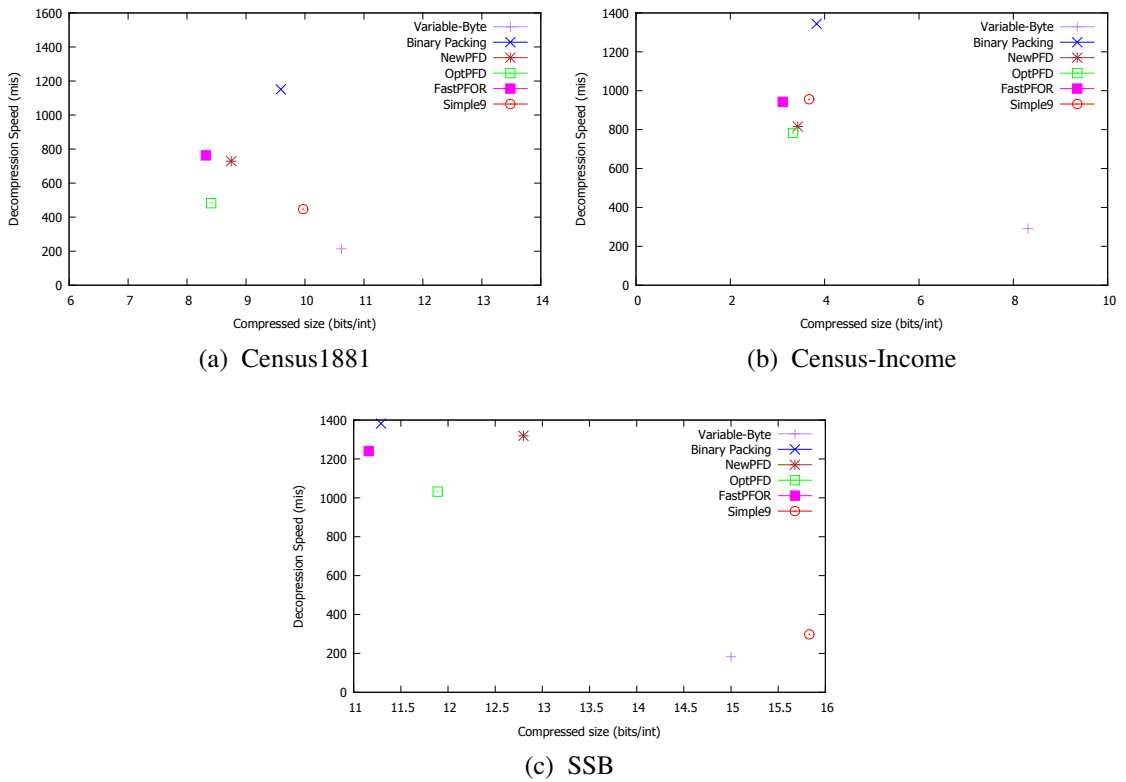 1600
1400
1200
1000
800
600
400
200
0
Decompression Speed (mis)
6 7 8 9 10 11 12 13 14
Compressed size (bits/int)
Variable-Byte
Binary Packing
NewPFD
OptPFD
FastPFOR
Simple9
(a) Census1881
1400
1200
1000
800
600
400
200
0
Decompression Speed (mis)
0 2 4 6 8 10
Compressed size (bits/int)
Variable-Byte
Binary Packing
NewPFD
OptPFD
FastPFOR
Simple9
(b) Census-Income
1400
1200
1000
800
600
400
200
0
Decopression Speed (mis)
11 11.5 12 12.5 13 13.5 14 14.5 15 15.5 16
Compressed size (bits/int)
Variable-Byte
Binary Packing
NewPFD
OptPFD
FastPFOR
Simple9
(c) SSB